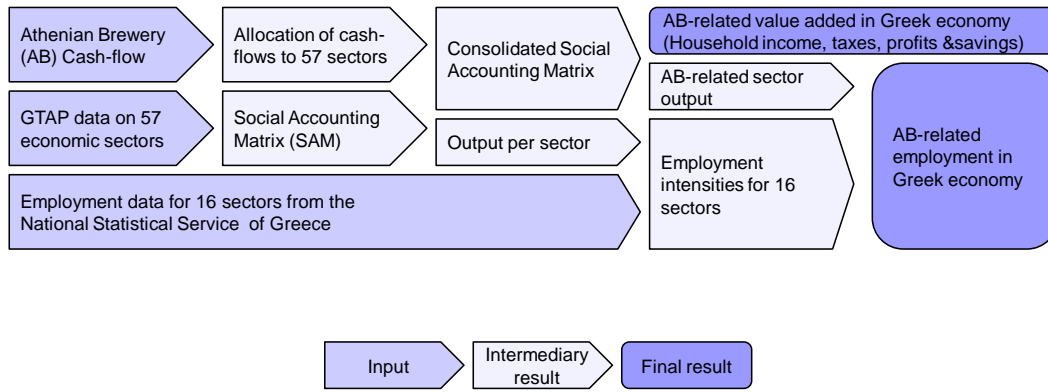 Athenian Brewery
(AB) Cash-flow
Allocation of cash-
flows to 57 sectors
Consolidated Social
Accounting Matrix
AB-related value added in Greek economy
(Household income, taxes, profits &savings)
AB-related sector
output
GTAP data on 57
economic sectors
Social Accounting
Matrix (SAM)
Output per sector
Employment
intensities for 16
sectors
AB-related
employment in
Greek economy
Employment data for 16 sectors from the
National Statistical Service of Greece
Input
Intermediary
result
Final result